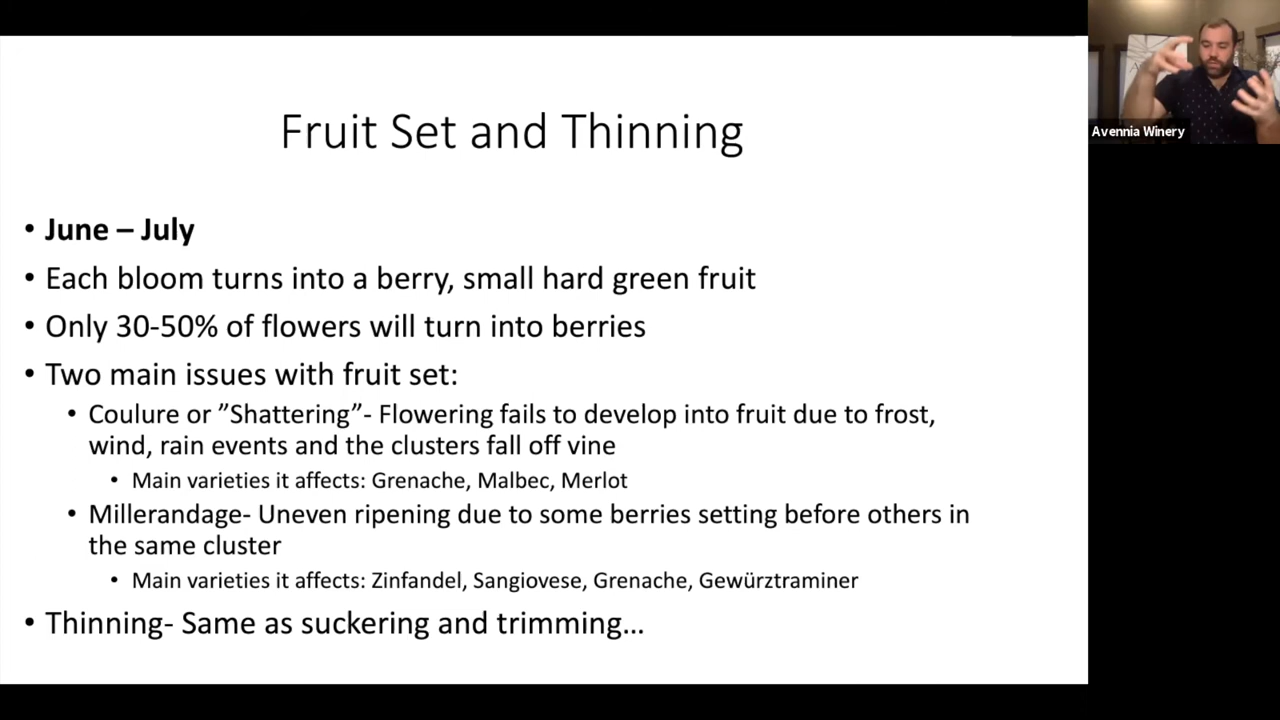 Fruit Set and Thinning
• June – July
• Each bloom turns into a berry, small hard green fruit
• Only 30-50% of flowers will turn into berries
• Two main issues with fruit set:
• Coulure or ”Shattering”- Flowering fails to develop into fruit due to frost,
wind, rain events and the clusters fall off vine
• Main varieties it affects: Grenache, Malbec, Merlot
• Millerandage- Uneven ripening due to some berries setting before others in
the same cluster
• Main varieties it affects: Zinfandel, Sangiovese, Grenache, Gewürztraminer
• Thinning- Same as suckering and trimming...
Avennia Winery